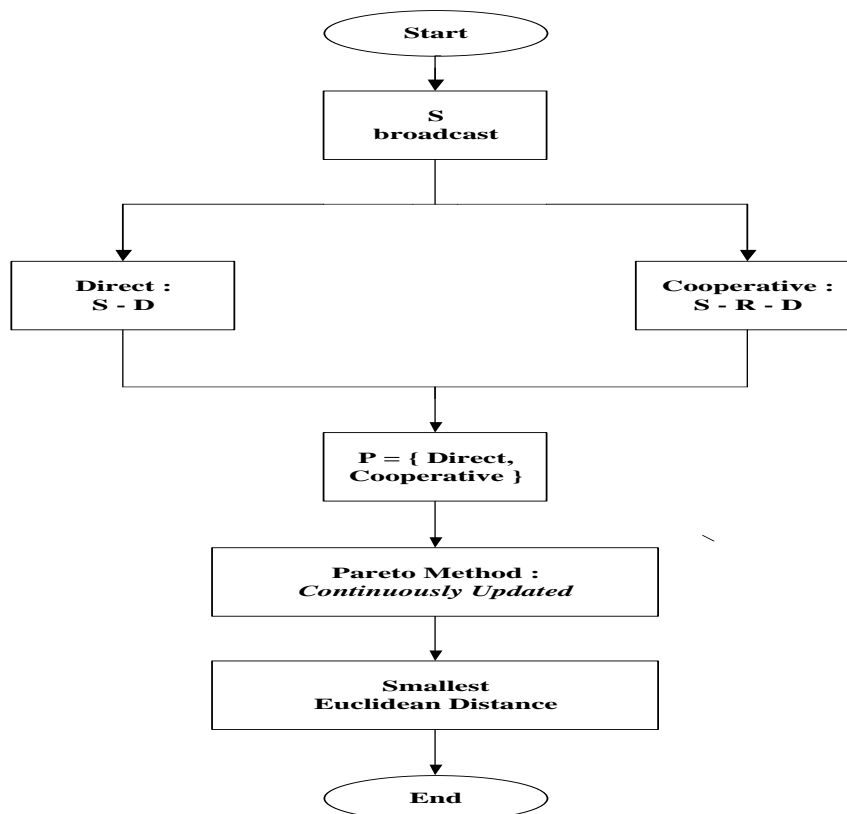 Start
S
broadcast
Direct :
S - D
Cooperative :
S - R - D
P = { Direct,
Cooperative }
Pareto Method :
Continuously Updated
Smallest
Euclidean Distance
End